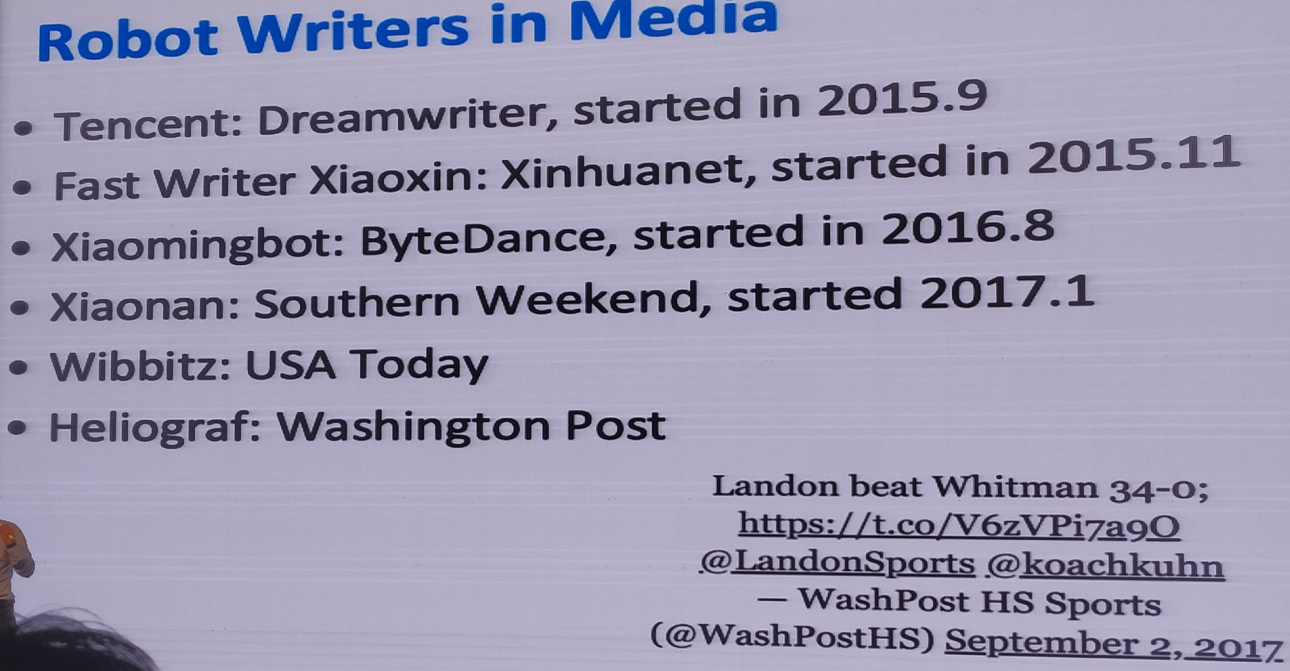 Robot Writers in Media
• Tencent: Dreamwriter, started in 2015.9
• Fast Writer Xiaoxin: Xinhuanet, started in 2015.11
• Xiaomingbot: ByteDance, started in 2016.8
• Xiaonan: Southern Weekend, started 2017.1
• Wibbitz: USA Today
• Heliograf: Washington Post
Landon beat Whitman 34-0;
https://t.co/V6zVPi7a9O
@LandonSports @koachkuhn
— WashPost HS Sports
(@WashPostHS) September 2, 2017